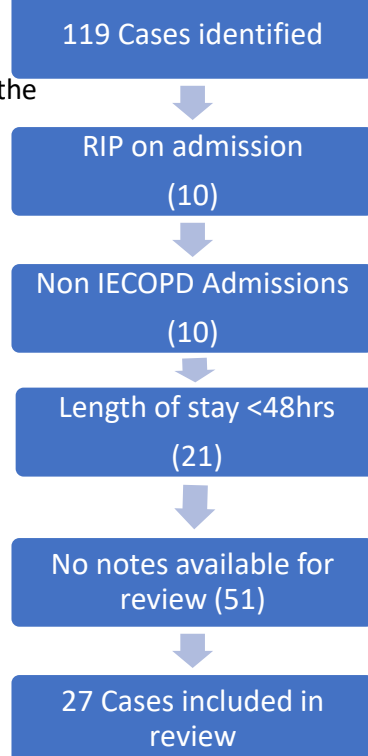 119 Cases identified
the
RIP on admission
(10)
Non IECOPD Admissions
(10)
Length of stay <48hrs
(21)
No notes available for
review (51)
27 Cases included in
review